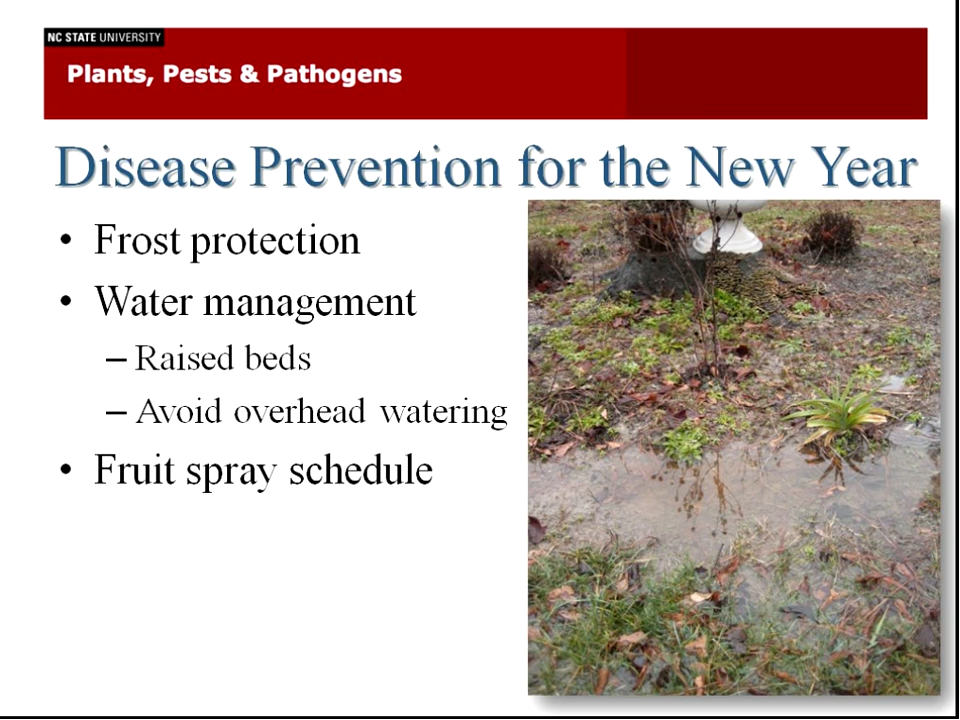 NC STATE UNIVERSITY
Plants, Pests & Pathogens
Disease Prevention for the New Year
• Frost protection
• Water management
– Raised beds
– Avoid overhead watering
• Fruit spray schedule